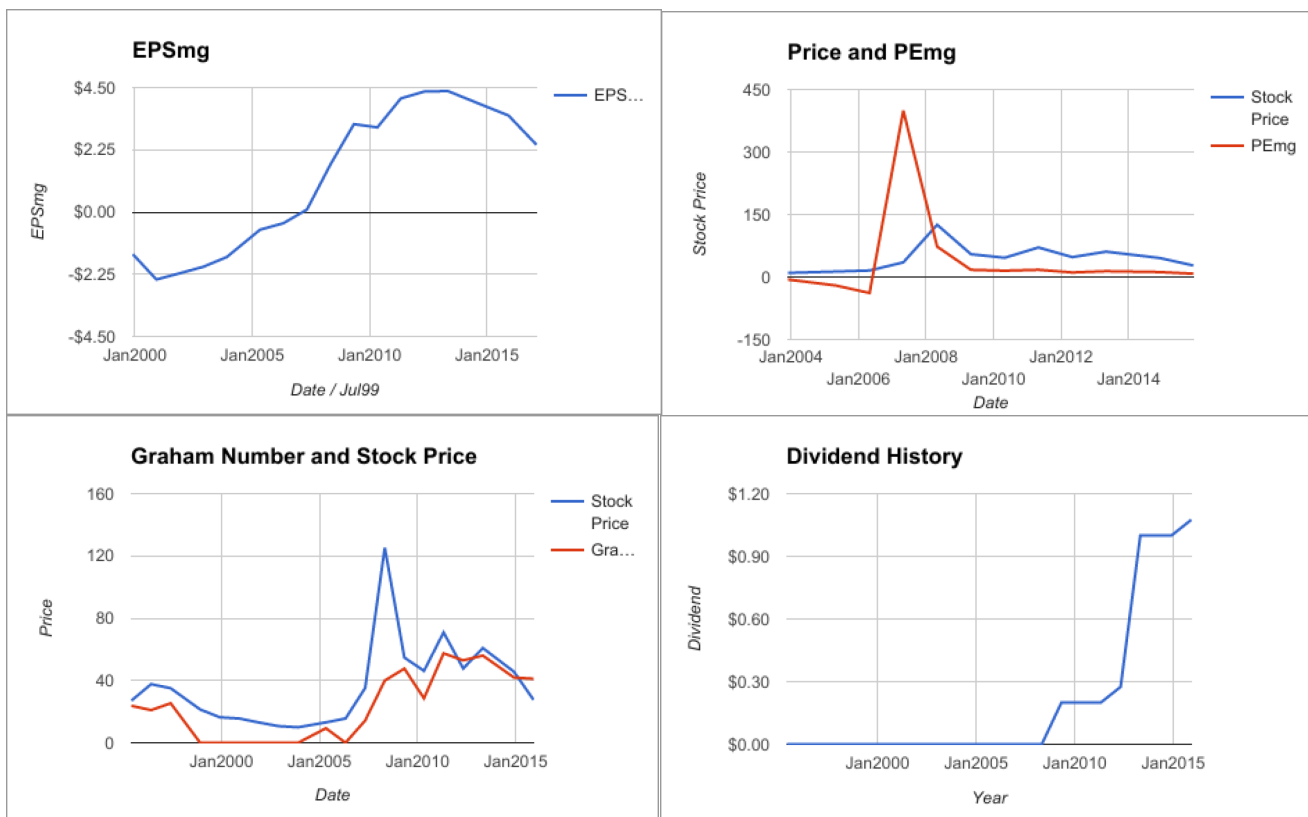 EPSmg
$4.50
$2.25
$0.00
-$2.25
-$4.50
EPSmg
Jan2000 Jan2005 Jan2010 Jan2015
Date / Jul99
EPS…
Price and PEmg
450
300
150
0
-150
Stock Price
Jan2004 Jan2008 Jan2012
Jan2006 Jan2010 Jan2014
Date
Stock
Price
PEmg
Graham Number and Stock Price
160
120
80
40
0
Price
Jan2000 Jan2005 Jan2010 Jan2015
Date
Stock
Price
Gra…
Dividend History
$1.20
$0.90
$0.60
$0.30
$0.00
Dividend
Jan2000 Jan2005 Jan2010 Jan2015
Year